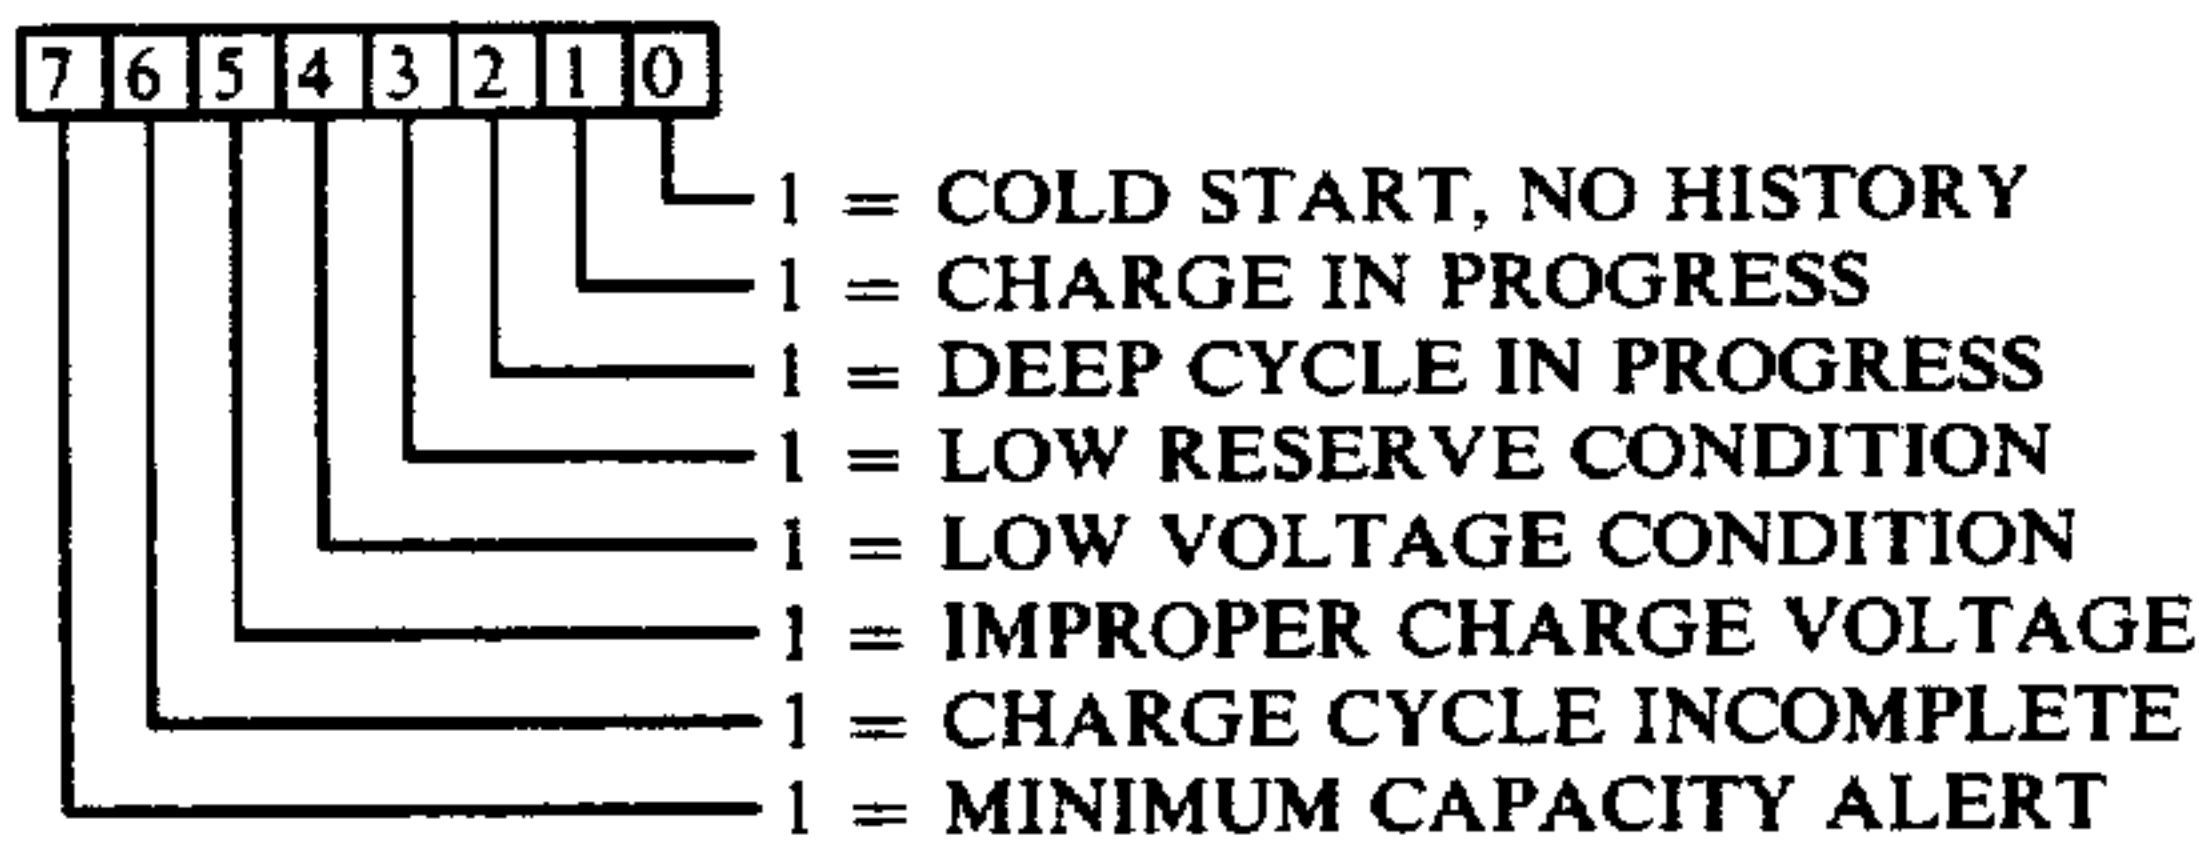 7 6 5 4 3 2 1 0
1 = COLD START, NO HISTORY
1 = CHARGE IN PROGRESS
1 = DEEP CYCLE IN PROGRESS
1 = LOW RESERVE CONDITION
1 = LOW VOLTAGE CONDITION
1 = IMPROPER CHARGE VOLTAGE
1 = CHARGE CYCLE INCOMPLETE
1 = MINIMUM CAPACITY ALERT